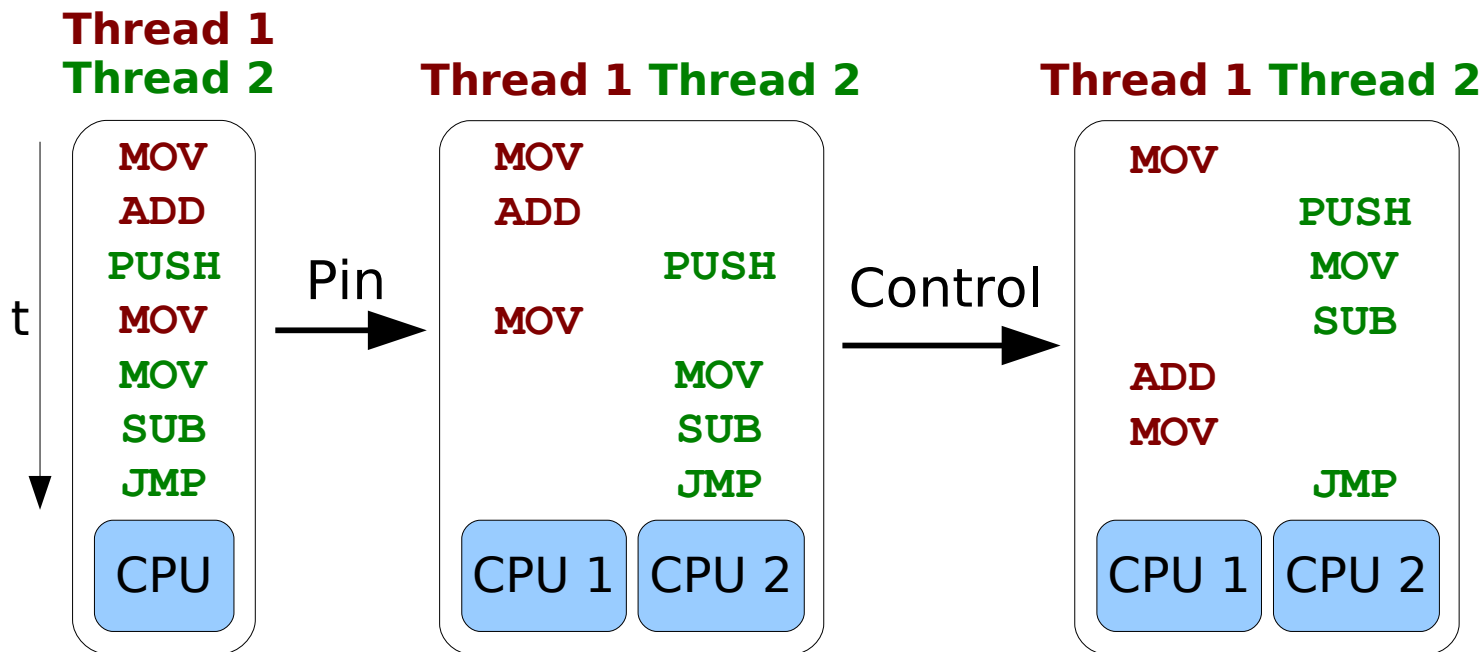 Thread 1
Thread 2
MOV
ADD
PUSH
MOV
MOV
SUB
JMP
CPU
t
Pin
Thread 1 Thread 2
MOV
ADD
PUSH
MOV
MOV
SUB
JMP
CPU 1 CPU 2
Control
Thread 1 Thread 2
MOV
PUSH
MOV
SUB
ADD
MOV
JMP
CPU 1 CPU 2